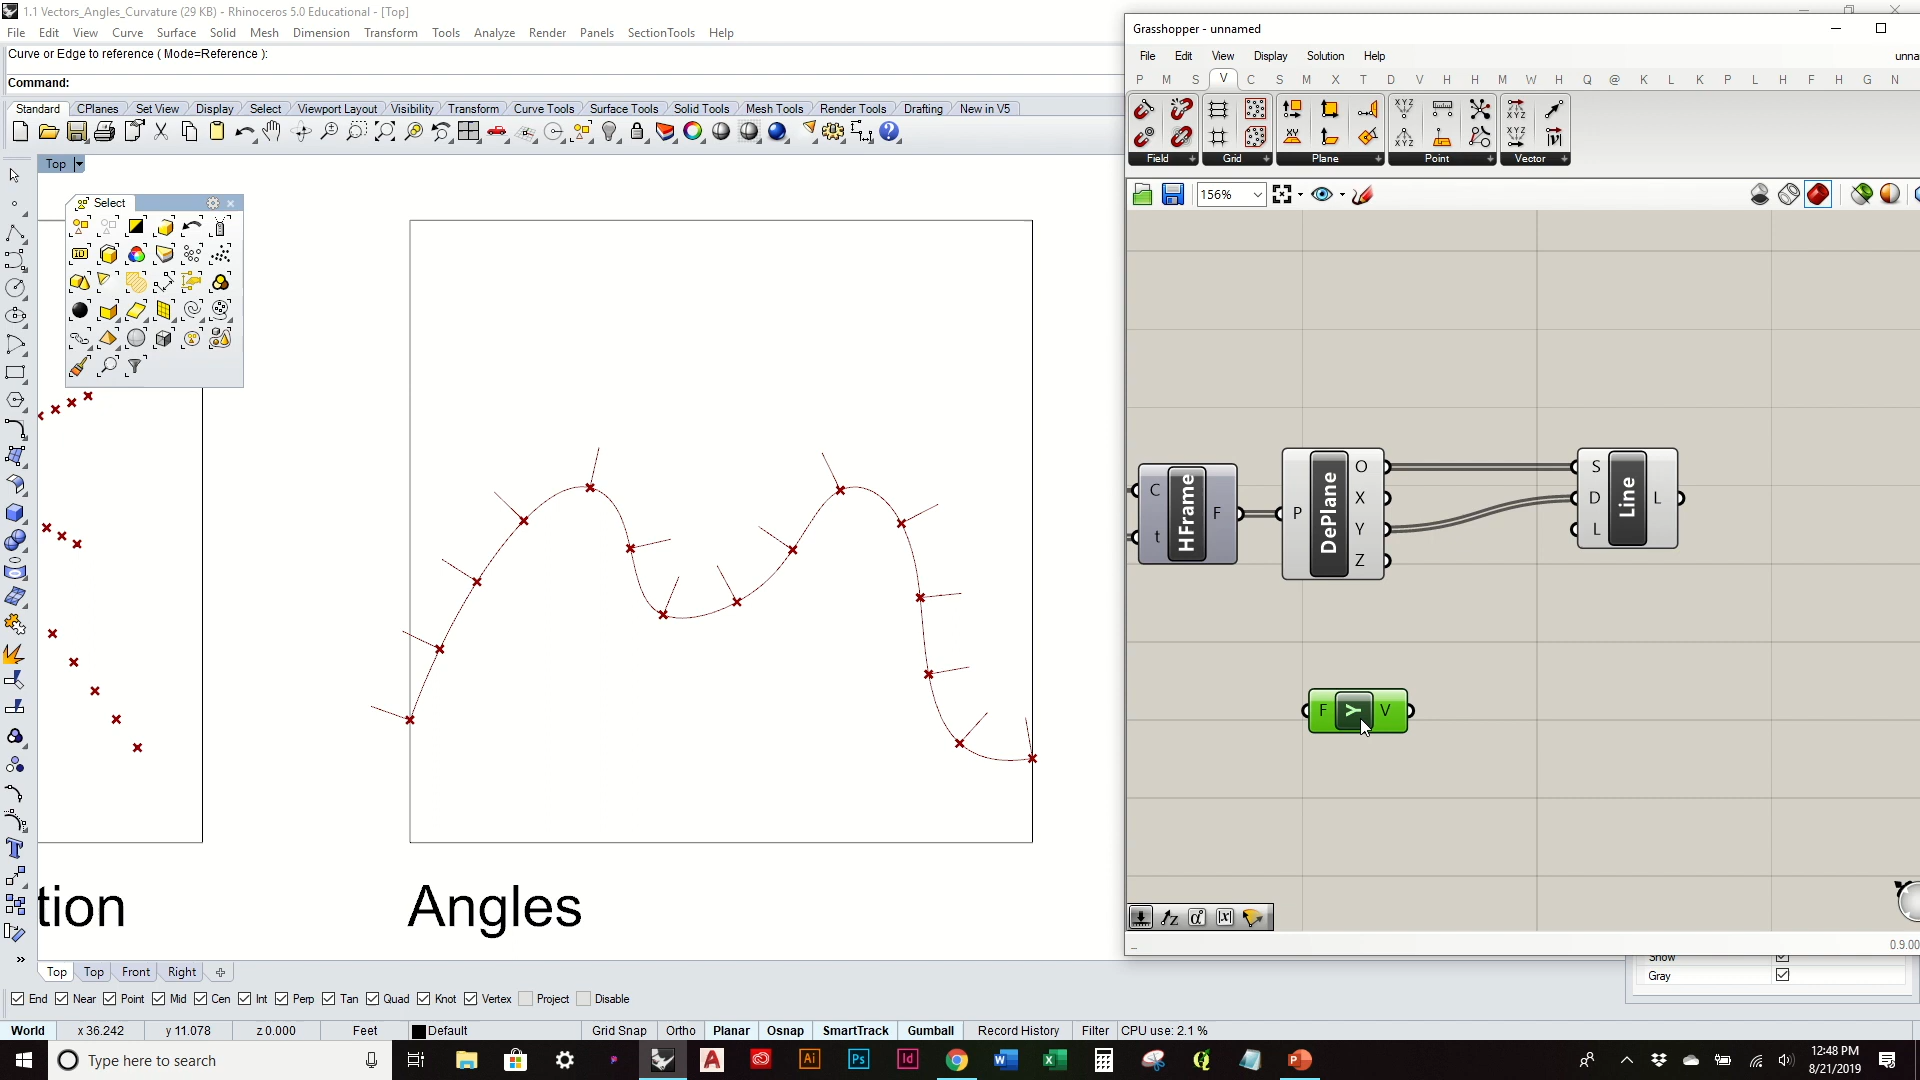 1.1 Vectors_Angles_Curvature (29 KB) - Rhinoceros 5.0 Educational - [Top]
File Edit View Curve Surface Solid Mesh Dimension Transform Tools Analyze Render Panels SectionTools Help
Curve or Edge to reference ( Mode=Reference ):
Command:
Standard CPlanes Set View Display Select Viewport Layout Visibility Transform Curve Tools Surface Tools Solid Tools Mesh Tools Render Tools Drafting New in V5
Top
Select
tion
Angles
Top Top Front Right
End Near Point Mid Cen Int Perp Tan Quad Knot Vertex Project Disable
World x 36.242 y 11.078 z 0.000 Feet Default Grid Snap Ortho Planar Osnap SmartTrack Gumball Record History Filter CPU use: 2.1 %
Grasshopper - unnamed
File Edit View Display Solution Help unna
P M S V C S M X T D V H H M W H Q @ K L K P L H F H G N
Field Grid Plane Point Vector
156%
C t HFrame F
P DePlane O X Y Z
S D L Line L
F Y V
0.9.00
Show
Gray
Type here to search
12:48 PM
8/21/2019